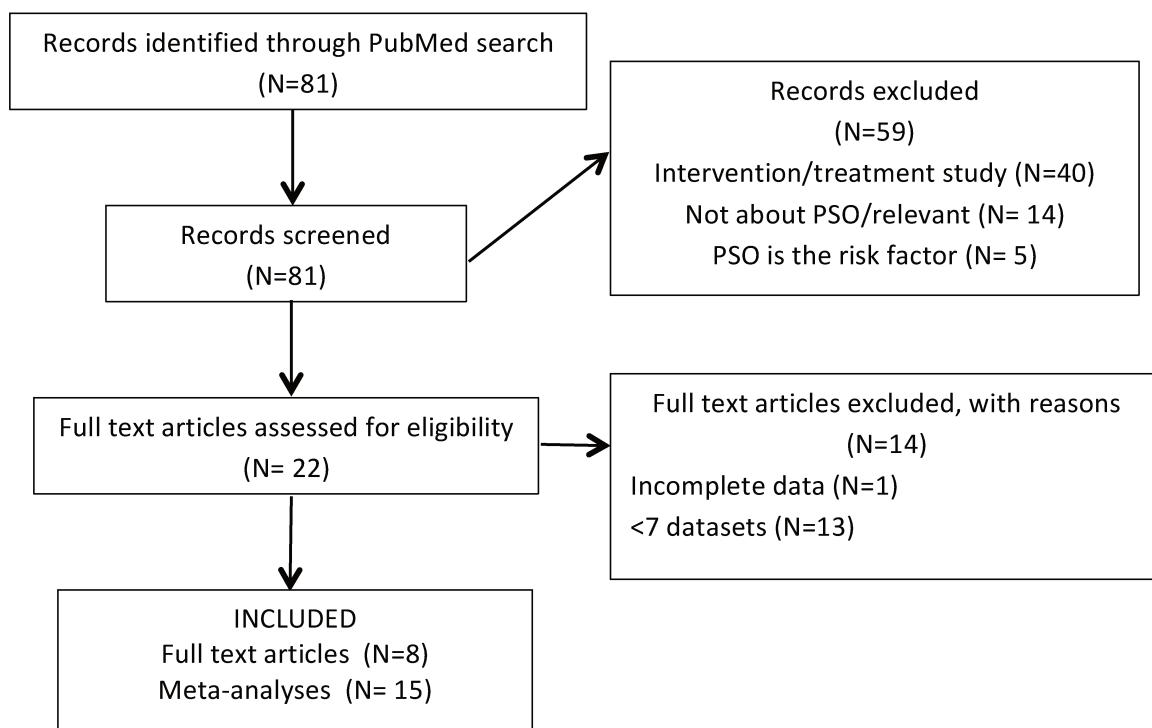 Records identified through PubMed search
(N=81)
Records excluded
(N=59)
Intervention/treatment study (N=40)
Not about PSO/relevant (N= 14)
PSO is the risk factor (N= 5)
Records screened
(N=81)
Full text articles assessed for eligibility
(N= 22)
Full text articles excluded, with reasons
(N=14)
Incomplete data (N=1)
<7 datasets (N=13)
INCLUDED
Full text articles (N=8)
Meta-analyses (N= 15)